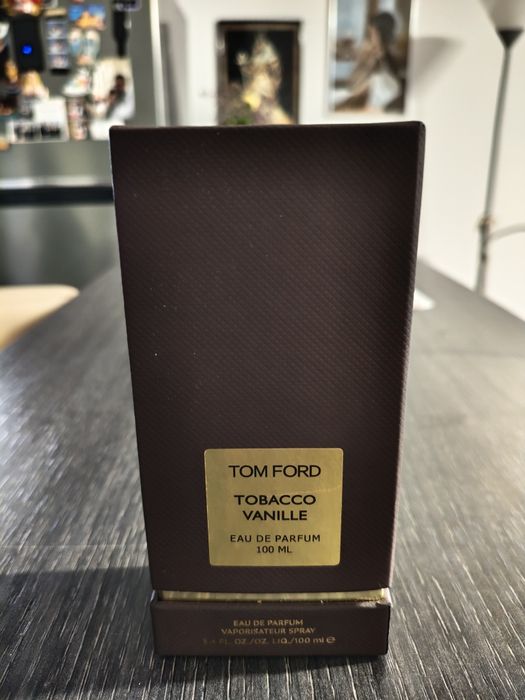 TOM FORD
TOBACCO
VANILLE
EAU DE PARFUM
100 ML
EAU DE PARFUM
VAPORISATEUR SPRAY
3.4 FL. OZ./OZ. LIQ./100 ml ℮